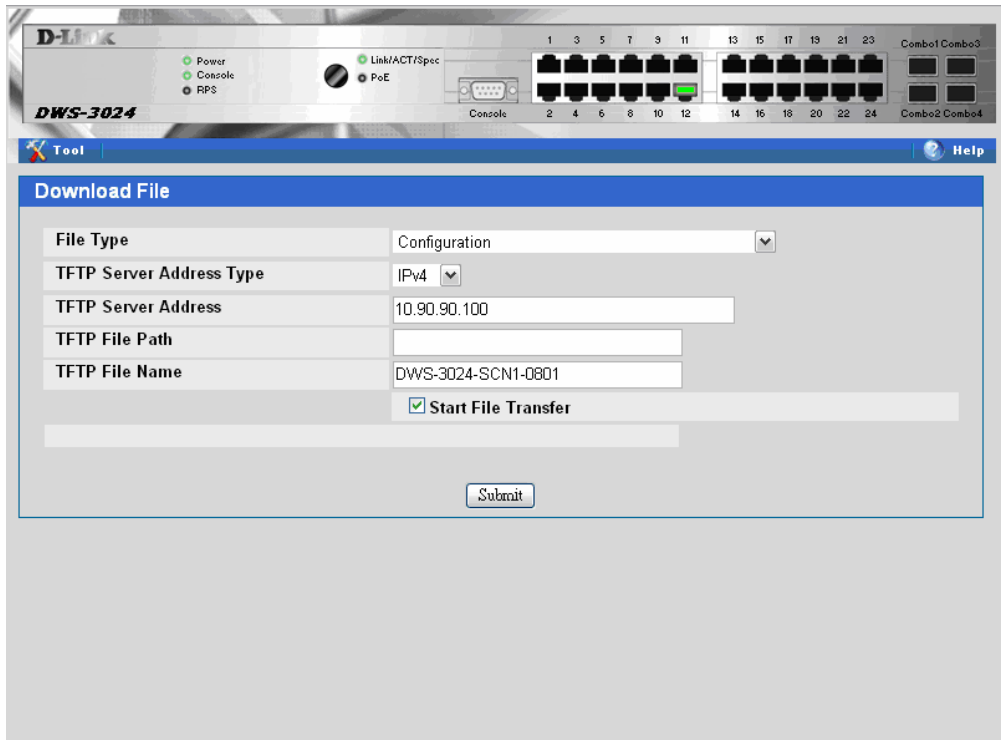 D-Link
1 3 5 7 9 11 13 15 17 19 21 23 Combo1 Combo3
Power
Console
RPS
Link/ACT/Spec
PoE
DWS-3024
Console
2 4 6 8 10 12 14 16 18 20 22 24 Combo2 Combo4
Tool
Help
Download File
File Type Configuration
TFTP Server Address Type IPv4
TFTP Server Address 10.90.90.100
TFTP File Path
TFTP File Name DWS-3024-SCN1-0801
Start File Transfer
Submit